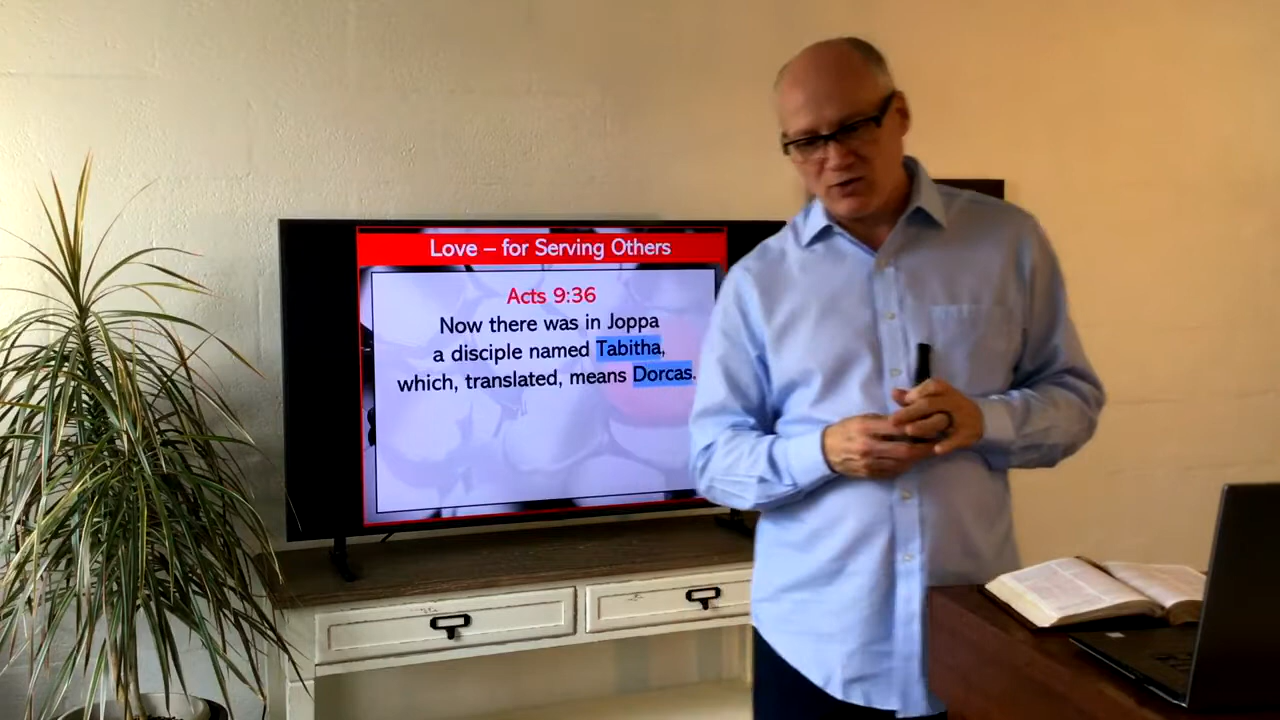 Love – for Serving Others
Acts 9:36
Now there was in Joppa
a disciple named Tabitha,
which, translated, means Dorcas.